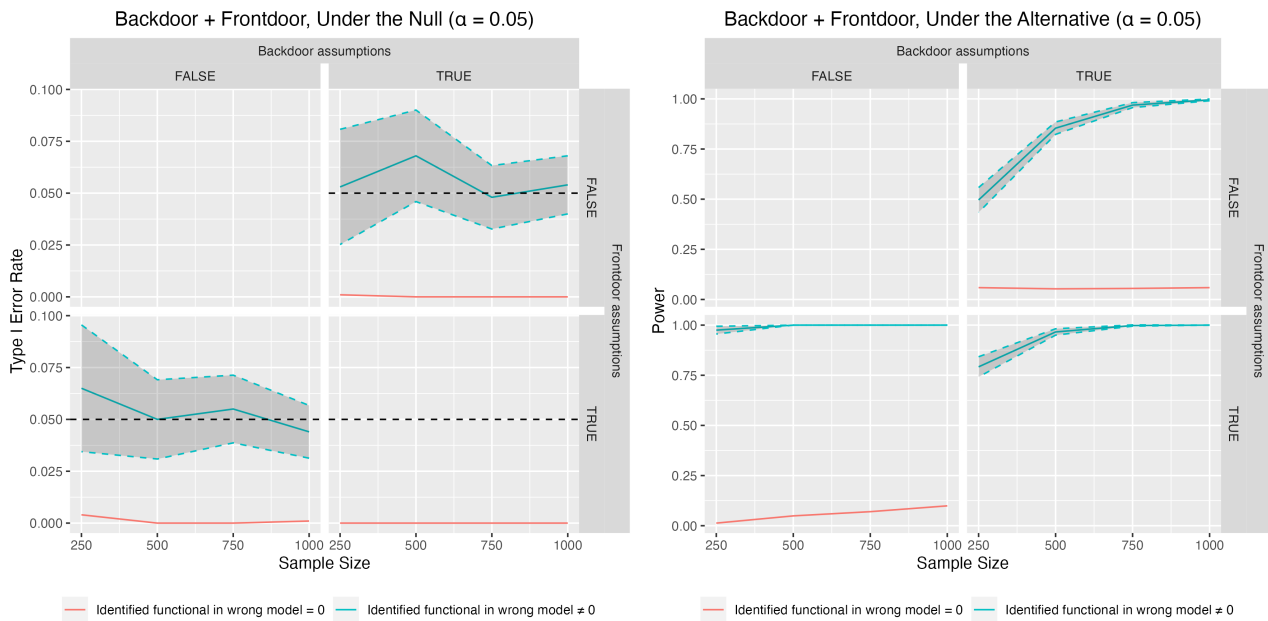 Backdoor + Frontdoor, Under the Null (α = 0.05)
Backdoor assumptions
FALSE TRUE
0.100
0.075
0.050
0.025
0.000
FALSE
0.100
0.075
0.050
0.025
0.000
TRUE
Frontdoor assumptions
Type I Error Rate
250 500 750 1000 250 500 750 1000
Sample Size
Identified functional in wrong model = 0 Identified functional in wrong model ≠ 0
Backdoor + Frontdoor, Under the Alternative (α = 0.05)
Backdoor assumptions
FALSE TRUE
1.00
0.75
0.50
0.25
0.00
FALSE
1.00
0.75
0.50
0.25
0.00
TRUE
Frontdoor assumptions
Power
250 500 750 1000 250 500 750 1000
Sample Size
Identified functional in wrong model = 0 Identified functional in wrong model ≠ 0